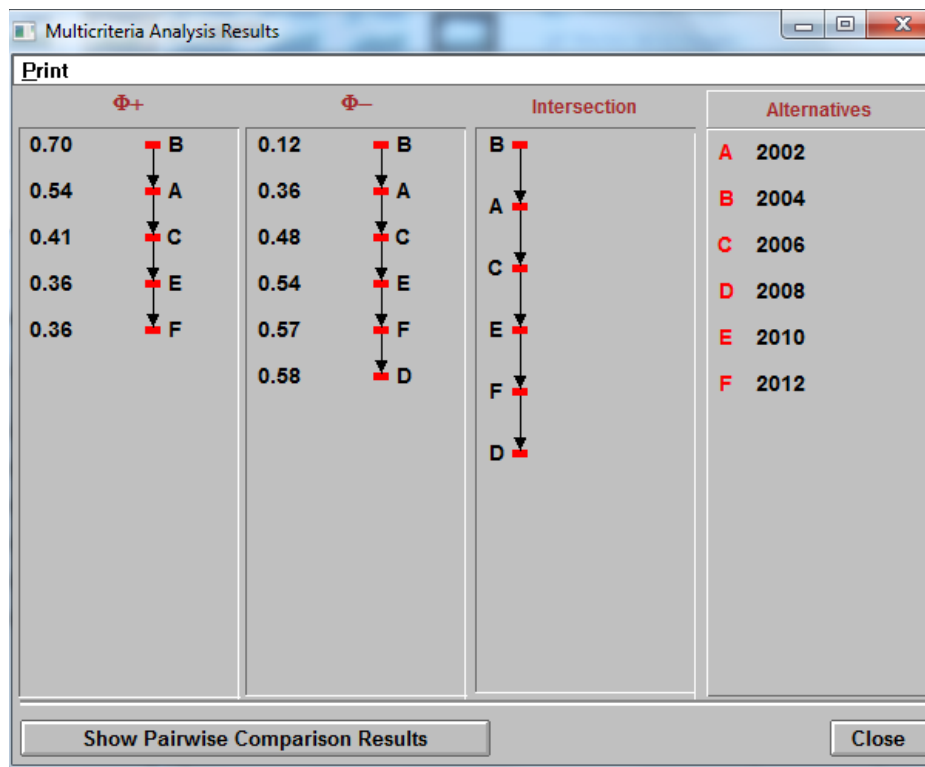 Multicriteria Analysis Results
Print
Φ+
0.70 B
0.54 A
0.41 C
0.36 E
0.36 F
Φ−
0.12 B
0.36 A
0.48 C
0.54 E
0.57 F
0.58 D
Intersection
B
A
C
E
F
D
Alternatives
A 2002
B 2004
C 2006
D 2008
E 2010
F 2012
Show Pairwise Comparison Results
Close